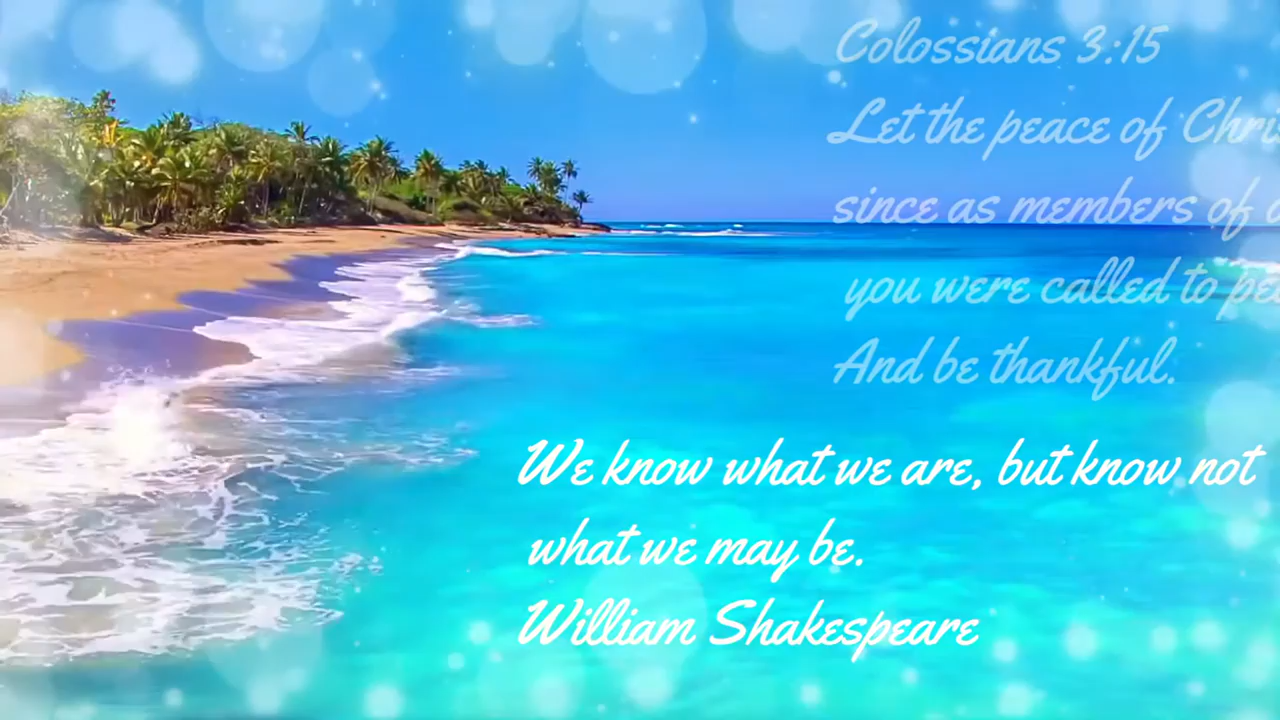 Colossians 3:15
Let the peace of Chri
since as members of
you were called to pe
And be thankful.
We know what we are, but know not
what we may be.
William Shakespeare